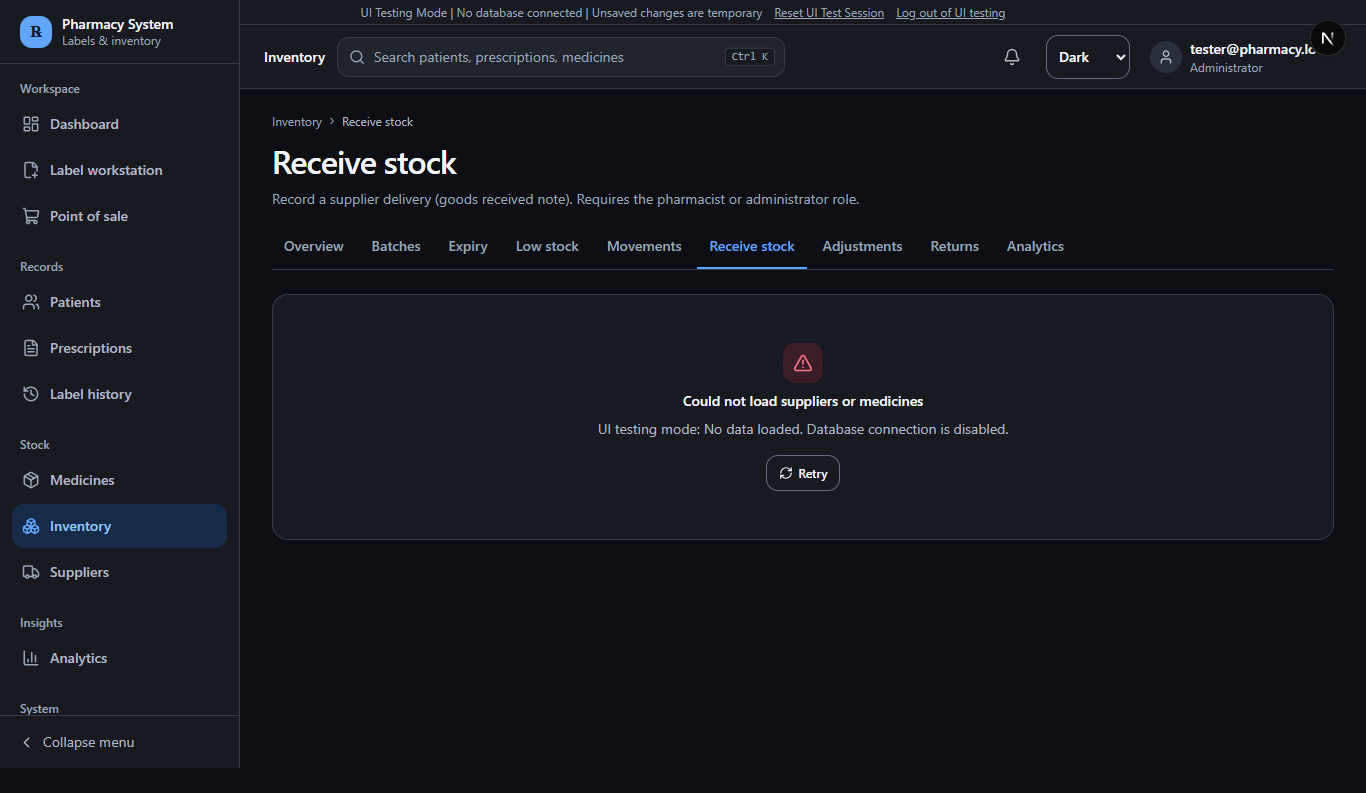 UI Testing Mode | No database connected | Unsaved changes are temporary Reset UI Test Session Log out of UI testing
℞ Pharmacy System
Labels & inventory
Inventory
Search patients, prescriptions, medicines
Ctrl K
Dark
tester@pharmacy.lo
Administrator
N
Workspace
Dashboard
Label workstation
Point of sale
Records
Patients
Prescriptions
Label history
Stock
Medicines
Inventory
Suppliers
Insights
Analytics
System
Collapse menu
Inventory > Receive stock
Receive stock
Record a supplier delivery (goods received note). Requires the pharmacist or administrator role.
Overview Batches Expiry Low stock Movements Receive stock Adjustments Returns Analytics
Could not load suppliers or medicines
UI testing mode: No data loaded. Database connection is disabled.
Retry